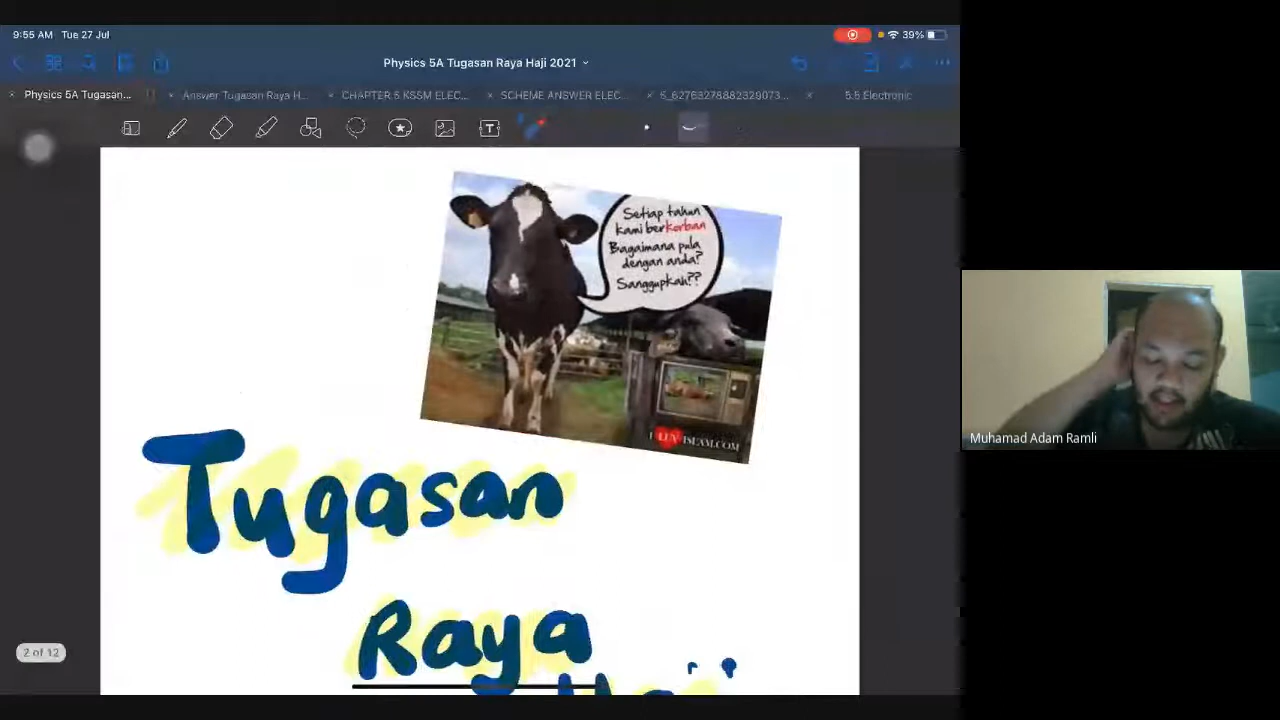 9:55 AM Tue 27 Jul
39%
Physics 5A Tugasan Raya Haji 2021
Physics 5A Tugasan...
Answer Tugasan Raya H...
CHAPTER 5 KSSM ELEC...
SCHEME ANSWER ELEC...
5.5 Electronic
T
Setiap tahun
kami berkorban
Bagaimana pula
dengan anda?
Sanggupkah??
I LUV ISLAM.COM
Tugasan
Raya
Haji
2 of 12
Muhamad Adam Ramli